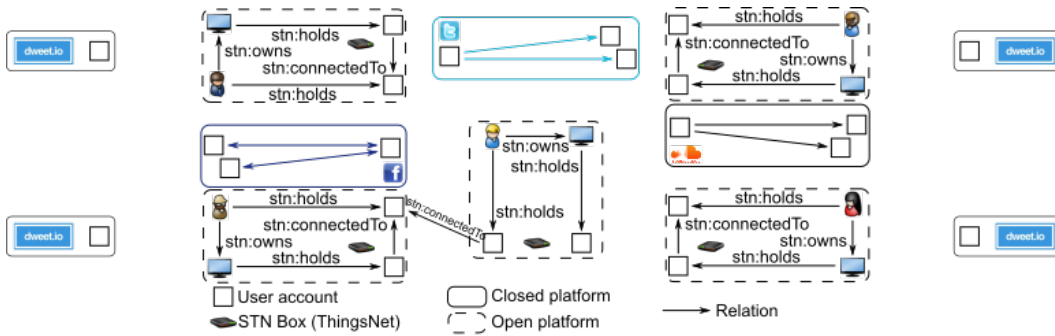 dweet.io
stn:holds
stn:owns
stn:connectedTo
stn:holds
stn:holds
stn:connectedTo
stn:owns
stn:holds
dweet.io
stn:owns
stn:holds
stn:holds
stn:holds
stn:connectedTo
stn:owns
stn:holds
stn:connectedTo
stn:holds
stn:connectedTo
stn:owns
stn:holds
dweet.io
dweet.io
User account
STN Box (ThingsNet)
Closed platform
Open platform
Relation